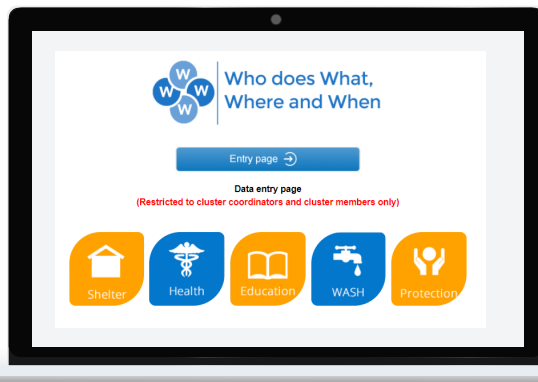 W
W W
W
Who does What,
Where and When
Entry page
Data entry page
(Restricted to cluster coordinators and cluster members only)
Shelter Health Education WASH Protection